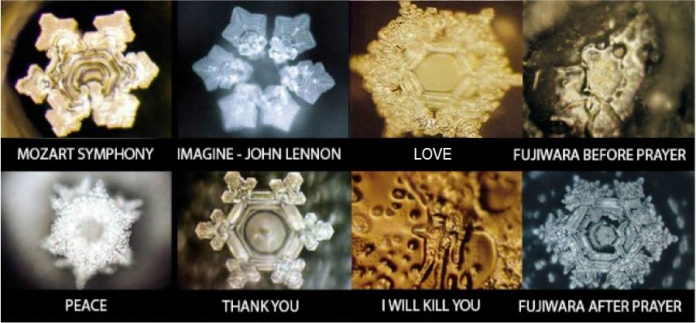 MOZART SYMPHONY
IMAGINE - JOHN LENNON
LOVE
FUJIWARA BEFORE PRAYER
PEACE
THANK YOU
I WILL KILL YOU
FUJIWARA AFTER PRAYER